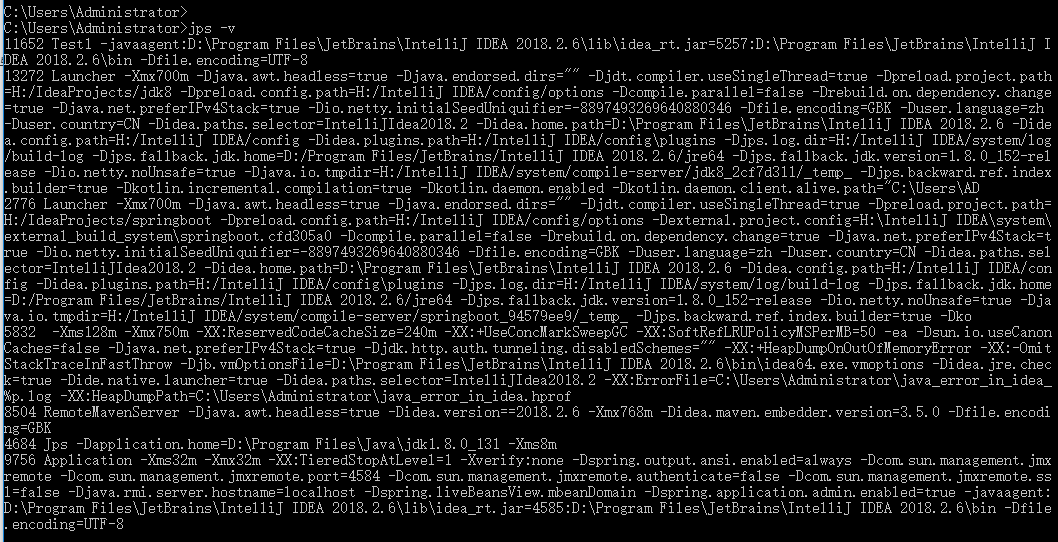 C:\Users\Administrator>
C:\Users\Administrator>jps -v
11652 Test1 -javaagent:D:\Program Files\JetBrains\IntelliJ IDEA 2018.2.6\lib\idea_rt.jar=5257:D:\Program Files\JetBrains\IntelliJ I
DEA 2018.2.6\bin -Dfile.encoding=UTF-8
13272 Launcher -Xmx700m -Djava.awt.headless=true -Djava.endorsed.dirs="" -Djdt.compiler.useSingleThread=true -Dpreload.project.path
=H:/IdeaProjects/jdk8 -Dpreload.config.path=H:/IntelliJ IDEA/config/options -Dcompile.parallel=false -Drebuild.on.dependency.change
=true -Djava.net.preferIPv4Stack=true -Dio.netty.initialSeedUniquifier=-8897493269640880346 -Dfile.encoding=GBK -Duser.language=zh
-Duser.country=CN -Didea.paths.selector=IntelliJIdea2018.2 -Didea.home.path=D:\Program Files\JetBrains\IntelliJ IDEA 2018.2.6 -Dide
a.config.path=H:/IntelliJ IDEA/config -Didea.plugins.path=H:/IntelliJ IDEA/config\plugins -Djps.log.dir=H:/IntelliJ IDEA/system/log
/build-log -Djps.fallback.jdk.home=D:/Program Files/JetBrains/IntelliJ IDEA 2018.2.6/jre64 -Djps.fallback.jdk.version=1.8.0_152-rel
ease -Dio.netty.noUnsafe=true -Djava.io.tmpdir=H:/IntelliJ IDEA/system/compile-server/jdk8_2cf7d311/_temp_ -Djps.backward.ref.index
.builder=true -Dkotlin.incremental.compilation=true -Dkotlin.daemon.enabled -Dkotlin.daemon.client.alive.path="C:\Users\AD
2776 Launcher -Xmx700m -Djava.awt.headless=true -Djava.endorsed.dirs="" -Djdt.compiler.useSingleThread=true -Dpreload.project.path=
H:/IdeaProjects/springboot -Dpreload.config.path=H:/IntelliJ IDEA/config/options -Dexternal.project.config=H:\IntelliJ IDEA\system\
external_build_system\springboot.cfd305a0 -Dcompile.parallel=false -Drebuild.on.dependency.change=true -Djava.net.preferIPv4Stack=t
rue -Dio.netty.initialSeedUniquifier=-8897493269640880346 -Dfile.encoding=GBK -Duser.language=zh -Duser.country=CN -Didea.paths.sel
ector=IntelliJIdea2018.2 -Didea.home.path=D:\Program Files\JetBrains\IntelliJ IDEA 2018.2.6 -Didea.config.path=H:/IntelliJ IDEA/con
fig -Didea.plugins.path=H:/IntelliJ IDEA/config\plugins -Djps.log.dir=H:/IntelliJ IDEA/system/log/build-log -Djps.fallback.jdk.home
=D:/Program Files/JetBrains/IntelliJ IDEA 2018.2.6/jre64 -Djps.fallback.jdk.version=1.8.0_152-release -Dio.netty.noUnsafe=true -Dja
va.io.tmpdir=H:/IntelliJ IDEA/system/compile-server/springboot_94579ee9/_temp_ -Djps.backward.ref.index.builder=true -Dko
5832  -Xms128m -Xmx750m -XX:ReservedCodeCacheSize=240m -XX:+UseConcMarkSweepGC -XX:SoftRefLRUPolicyMSPerMB=50 -ea -Dsun.io.useCanon
Caches=false -Djava.net.preferIPv4Stack=true -Djdk.http.auth.tunneling.disabledSchemes="" -XX:+HeapDumpOnOutOfMemoryError -XX:-Omit
StackTraceInFastThrow -Djb.vmOptionsFile=D:\Program Files\JetBrains\IntelliJ IDEA 2018.2.6\bin\idea64.exe.vmoptions -Didea.jre.chec
k=true -Dide.native.launcher=true -Didea.paths.selector=IntelliJIdea2018.2 -XX:ErrorFile=C:\Users\Administrator\java_error_in_idea_
%p.log -XX:HeapDumpPath=C:\Users\Administrator\java_error_in_idea.hprof
8504 RemoteMavenServer -Djava.awt.headless=true -Didea.version==2018.2.6 -Xmx768m -Didea.maven.embedder.version=3.5.0 -Dfile.encodi
ng=GBK
4684 Jps -Dapplication.home=D:\Program Files\Java\jdk1.8.0_131 -Xms8m
9756 Application -Xms32m -Xmx32m -XX:TieredStopAtLevel=1 -Xverify:none -Dspring.output.ansi.enabled=always -Dcom.sun.management.jmx
remote -Dcom.sun.management.jmxremote.port=4584 -Dcom.sun.management.jmxremote.authenticate=false -Dcom.sun.management.jmxremote.ss
l=false -Djava.rmi.server.hostname=localhost -Dspring.liveBeansView.mbeanDomain -Dspring.application.admin.enabled=true -javaagent:
D:\Program Files\JetBrains\IntelliJ IDEA 2018.2.6\lib\idea_rt.jar=4585:D:\Program Files\JetBrains\IntelliJ IDEA 2018.2.6\bin -Dfile
.encoding=UTF-8